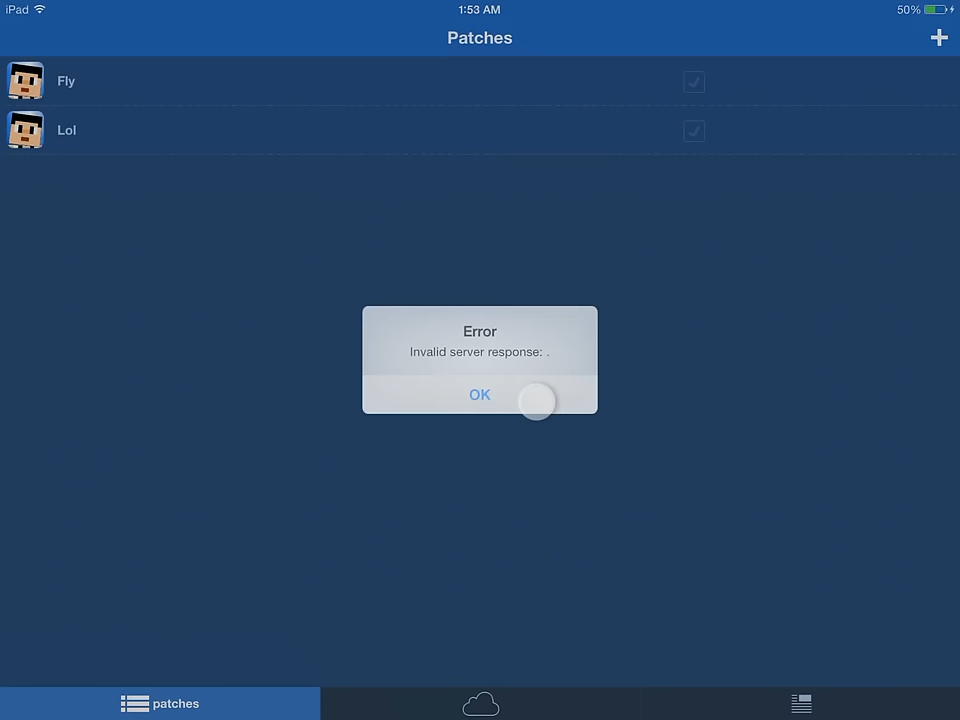 iPad
1:53 AM
50%
Patches
Fly
Lol
Error
Invalid server response: .
OK
patches